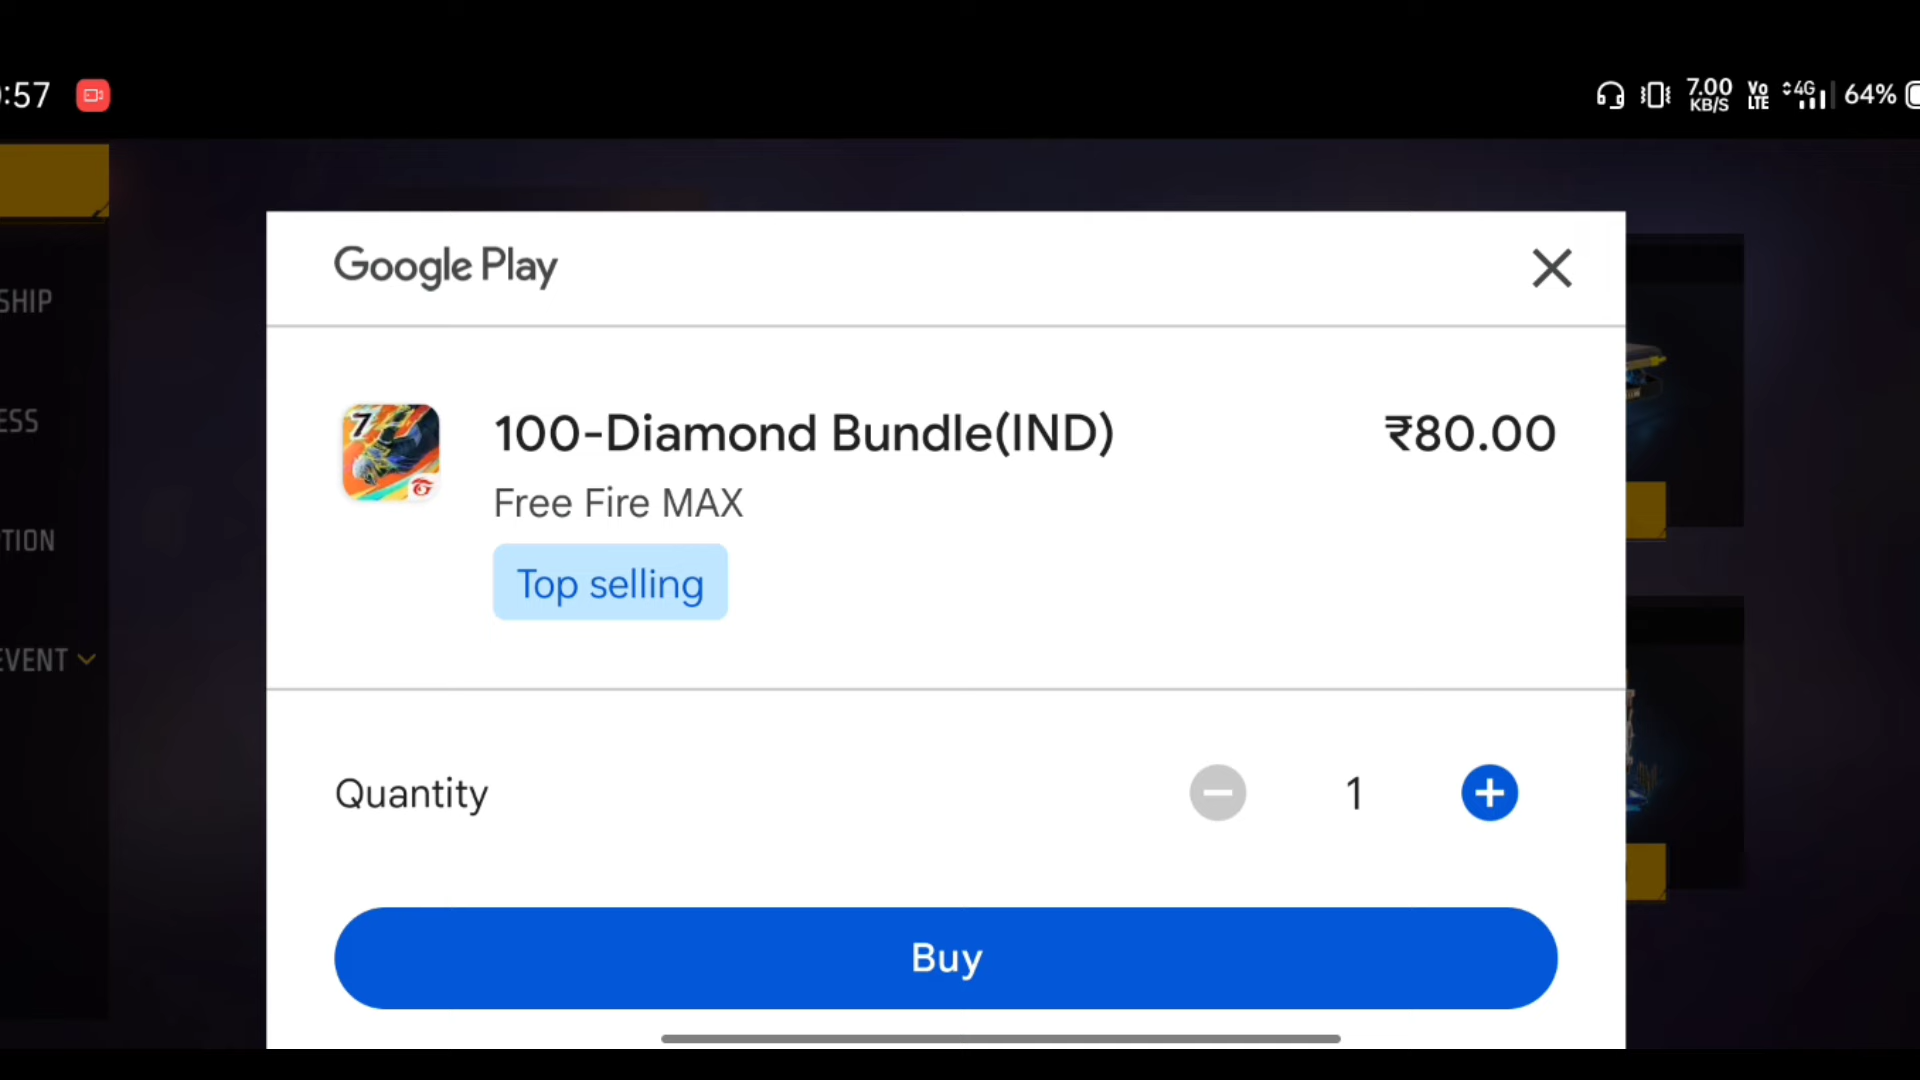 :57
7.00
KB/S
Vo
LTE
4G
64%
SHIP
ESS
TION
EVENT
Google Play
7
100-Diamond Bundle(IND)
₹80.00
Free Fire MAX
Top selling
Quantity
1
Buy